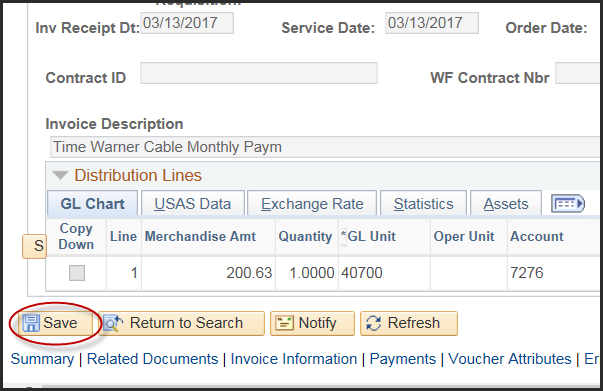 Requisition:
Inv Receipt Dt: 03/13/2017 Service Date: 03/13/2017 Order Date:
Contract ID WF Contract Nbr
Invoice Description
Time Warner Cable Monthly Paym
Distribution Lines
GL Chart USAS Data Exchange Rate Statistics Assets
Copy Down Line Merchandise Amt Quantity *GL Unit Oper Unit Account
S
1 200.63 1.0000 40700 7276
Save Return to Search Notify Refresh
Summary | Related Documents | Invoice Information | Payments | Voucher Attributes | Er